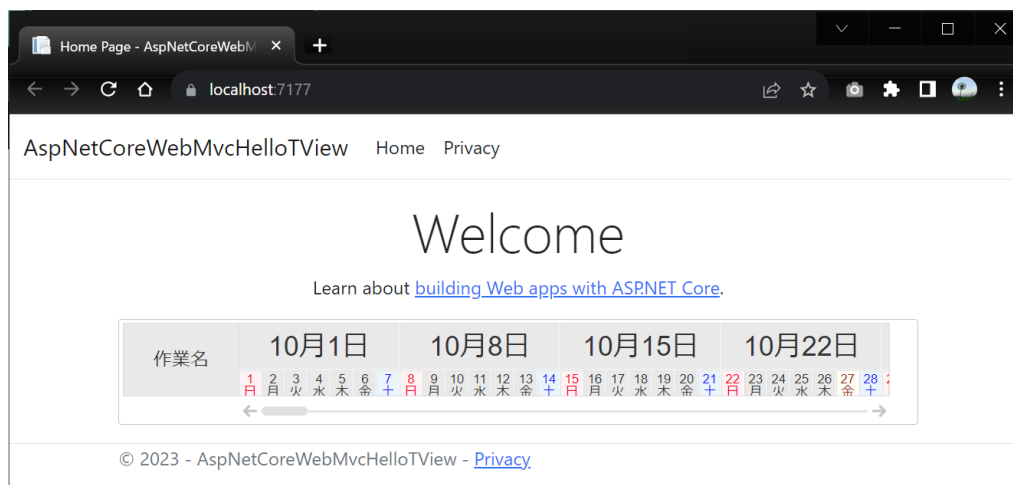 Home Page - AspNetCoreWebM
localhost:7177
AspNetCoreWebMvcHelloTView Home Privacy
Welcome
Learn about building Web apps with ASP.NET Core.
作業名 10月1日 10月8日 10月15日 10月22日
1 2 3 4 5 6 7 8 9 10 11 12 13 14 15 16 17 18 19 20 21 22 23 24 25 26 27 28
日 月 火 水 木 金 土 日 月 火 水 木 金 土 日 月 火 水 木 金 土 日 月 火 水 木 金 土
© 2023 - AspNetCoreWebMvcHelloTView - Privacy